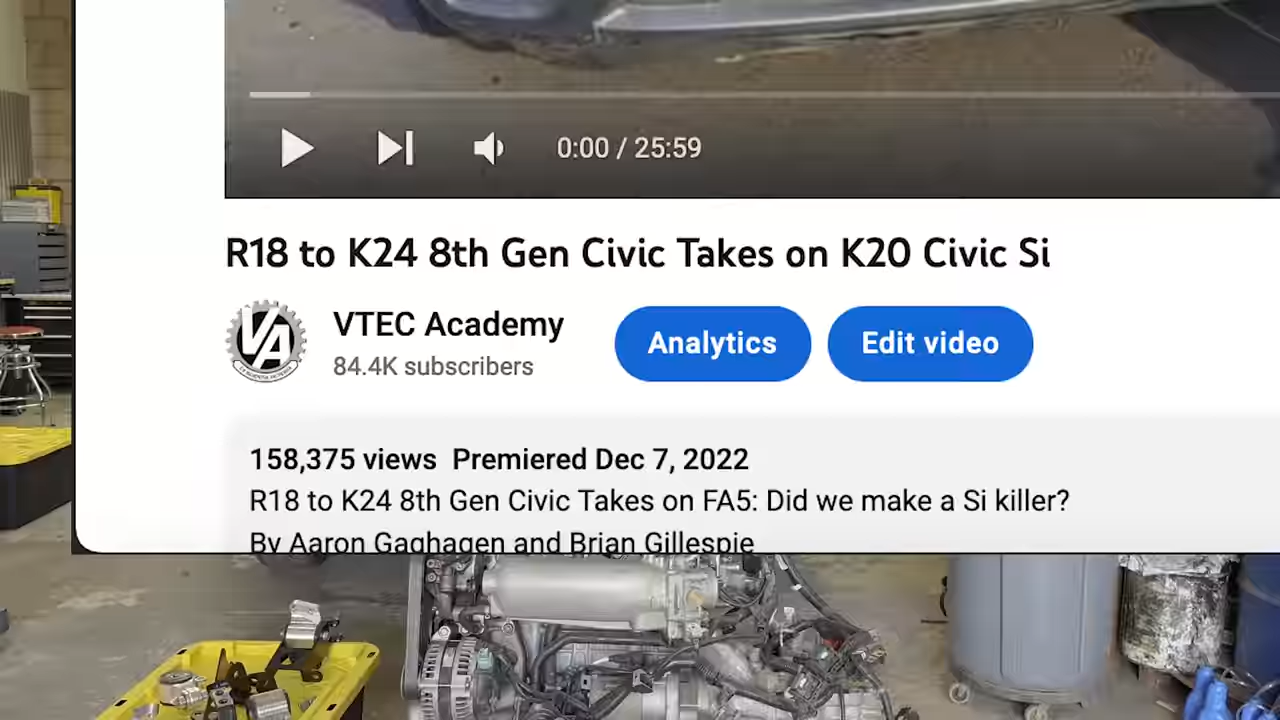 0:00 / 25:59
R18 to K24 8th Gen Civic Takes on K20 Civic Si
VA
VTEC Academy
84.4K subscribers
Analytics
Edit video
158,375 views Premiered Dec 7, 2022
R18 to K24 8th Gen Civic Takes on FA5: Did we make a Si killer?
By Aaron Gaghagen and Brian Gillespie